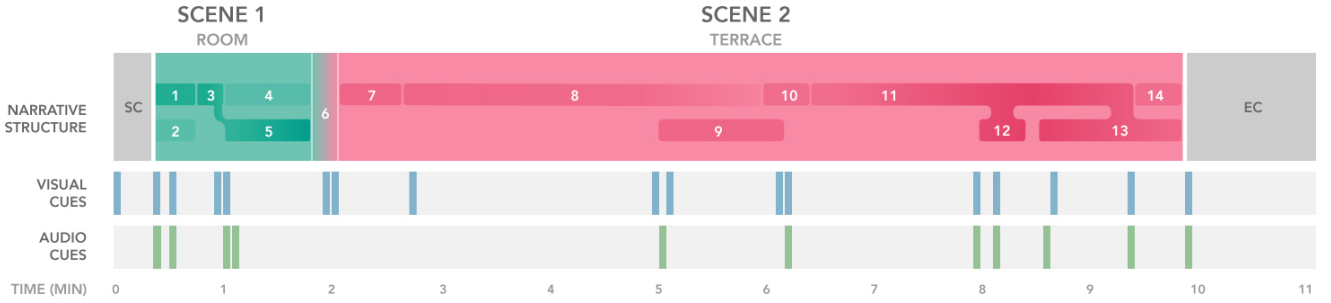 SCENE 1
ROOM
SCENE 2
TERRACE
NARRATIVE
STRUCTURE
SC
1 3 4 7 8 10 11 14
6
EC
2 5 9 12 13
VISUAL
CUES
AUDIO
CUES
TIME (MIN) 0 1 2 3 4 5 6 7 8 9 10 11